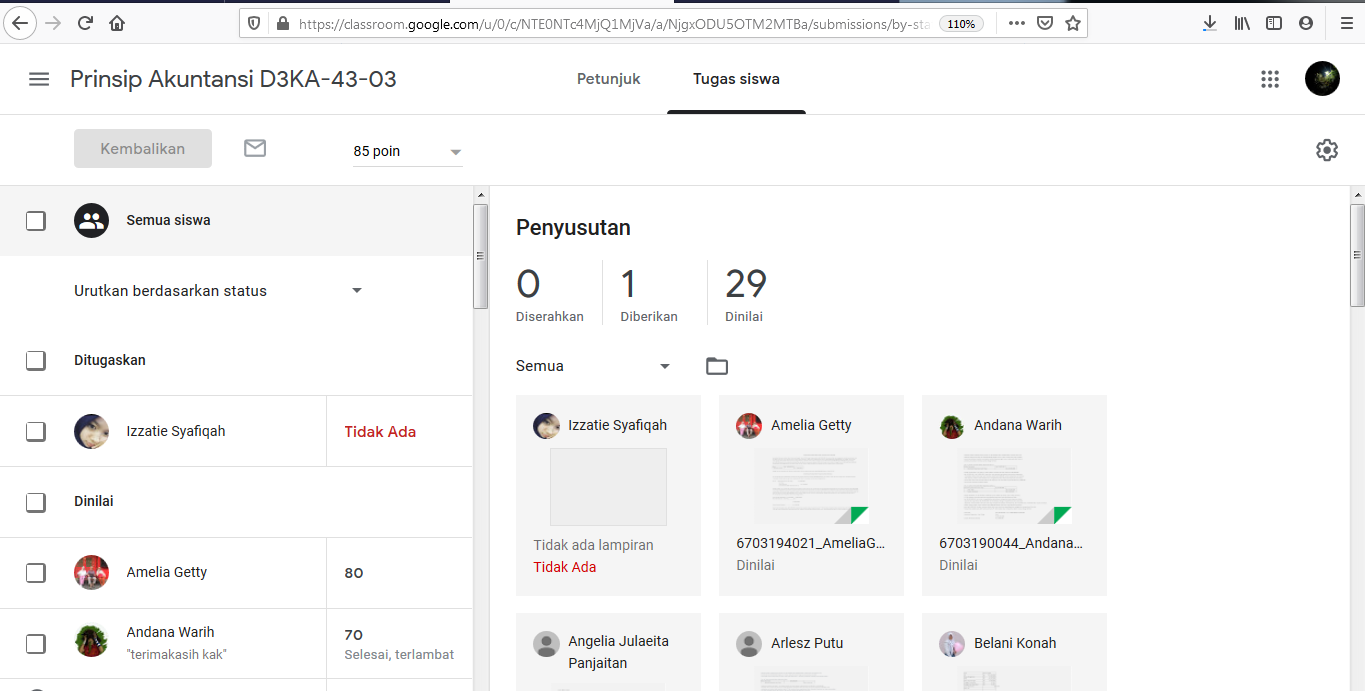 https://classroom.google.com/u/0/c/NTE0NTc4MjQ1MjVa/a/NjgxODU5OTM2MTBa/submissions/by-sta
110%
Prinsip Akuntansi D3KA-43-03
Petunjuk
Tugas siswa
Kembalikan
85 poin
Semua siswa
Urutkan berdasarkan status
Ditugaskan
Izzatie Syafiqah
Tidak Ada
Dinilai
Amelia Getty
80
Andana Warih
"terimakasih kak"
70
Selesai, terlambat
Penyusutan
0
Diserahkan
1
Diberikan
29
Dinilai
Semua
Izzatie Syafiqah
Tidak ada lampiran
Tidak Ada
Amelia Getty
6703194021_AmeliaG...
Dinilai
Andana Warih
6703190044_Andana...
Dinilai
Angelia Julaeita
Panjaitan
Arlesz Putu
Belani Konah